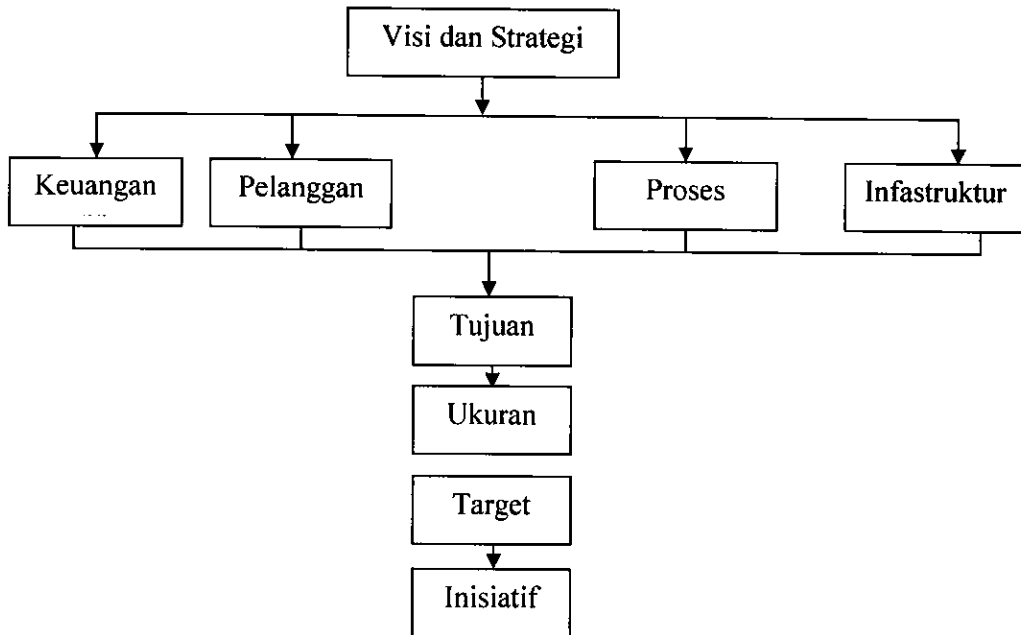 Visi dan Strategi
Keuangan
Pelanggan
Proses
Infastruktur
Tujuan
Ukuran
Target
Inisiatif